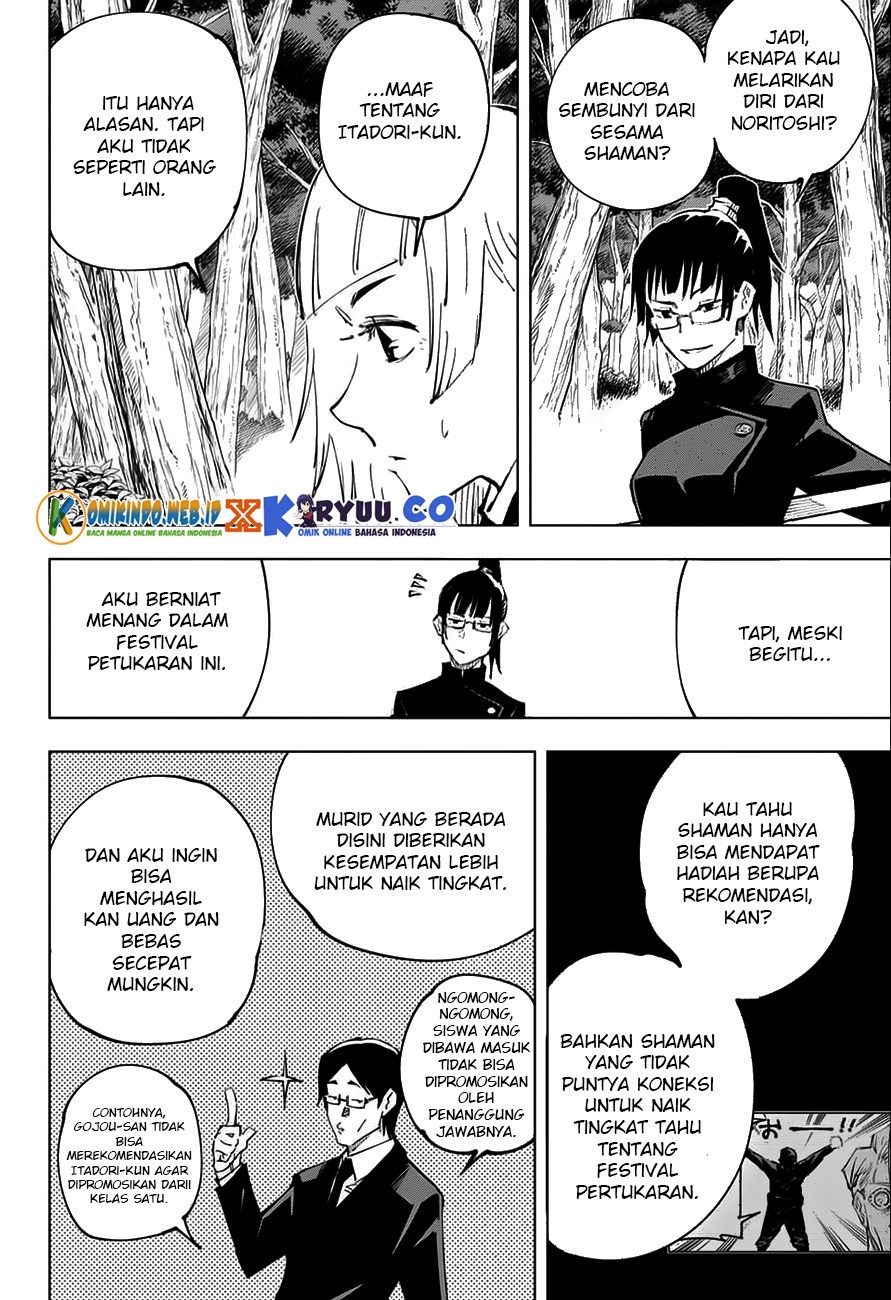 JADI,
KENAPA KAU
MELARIKAN
DIRI DARI
NORITOSHI?
MENCOBA
SEMBUNYI DARI
SESAMA
SHAMAN?
...MAAF
TENTANG
ITADORI-KUN.
ITU HANYA
ALASAN. TAPI
AKU TIDAK
SEPERTI ORANG
LAIN.
KOMIKINDO.WEB.ID
BACA MANGA ONLINE BAHASA INDONESIA
X
KIRYUU.CO
OMIK ONLINE BAHASA INDONESIA
TAPI, MESKI
BEGITU...
AKU BERNIAT
MENANG DALAM
FESTIVAL
PETUKARAN INI.
KAU TAHU
SHAMAN HANYA
BISA MENDAPAT
HADIAH BERUPA
REKOMENDASI,
KAN?
BAHKAN SHAMAN
YANG TIDAK
PUNTYA KONEKSI
UNTUK NAIK
TINGKAT TAHU
TENTANG
FESTIVAL
PERTUKARAN.
お――!!
MURID YANG BERADA
DISINI DIBERIKAN
KESEMPATAN LEBIH
UNTUK NAIK TINGKAT.
DAN AKU INGIN
BISA
MENGHASIL
KAN UANG DAN
BEBAS
SECEPAT
MUNGKIN.
NGOMONG-
NGOMONG,
SISWA YANG
DIBAWA MASUK
TIDAK BISA
DIPROMOSIKAN
OLEH
PENANGGUNG
JAWABNYA.
CONTOHNYA,
GOJOU-SAN TIDAK
BISA
MEREKOMENDASIKAN
ITADORI-KUN AGAR
DIPROMOSIKAN DARII
KELAS SATU.